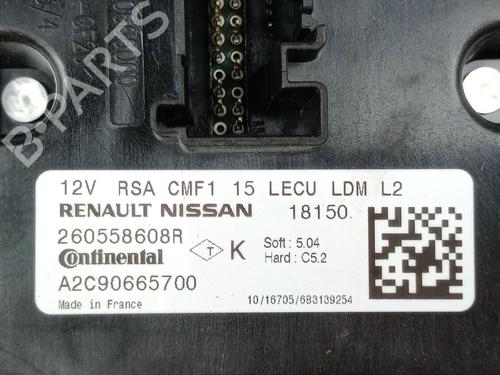 B-PARTS
12V RSA CMF1 15 LECU LDM L2
RENAULT NISSAN 18150.
260558608R
T K
Soft : 5.04
Hard : C5.2
Continental
A2C90665700
Made in France
10/16705/683139254